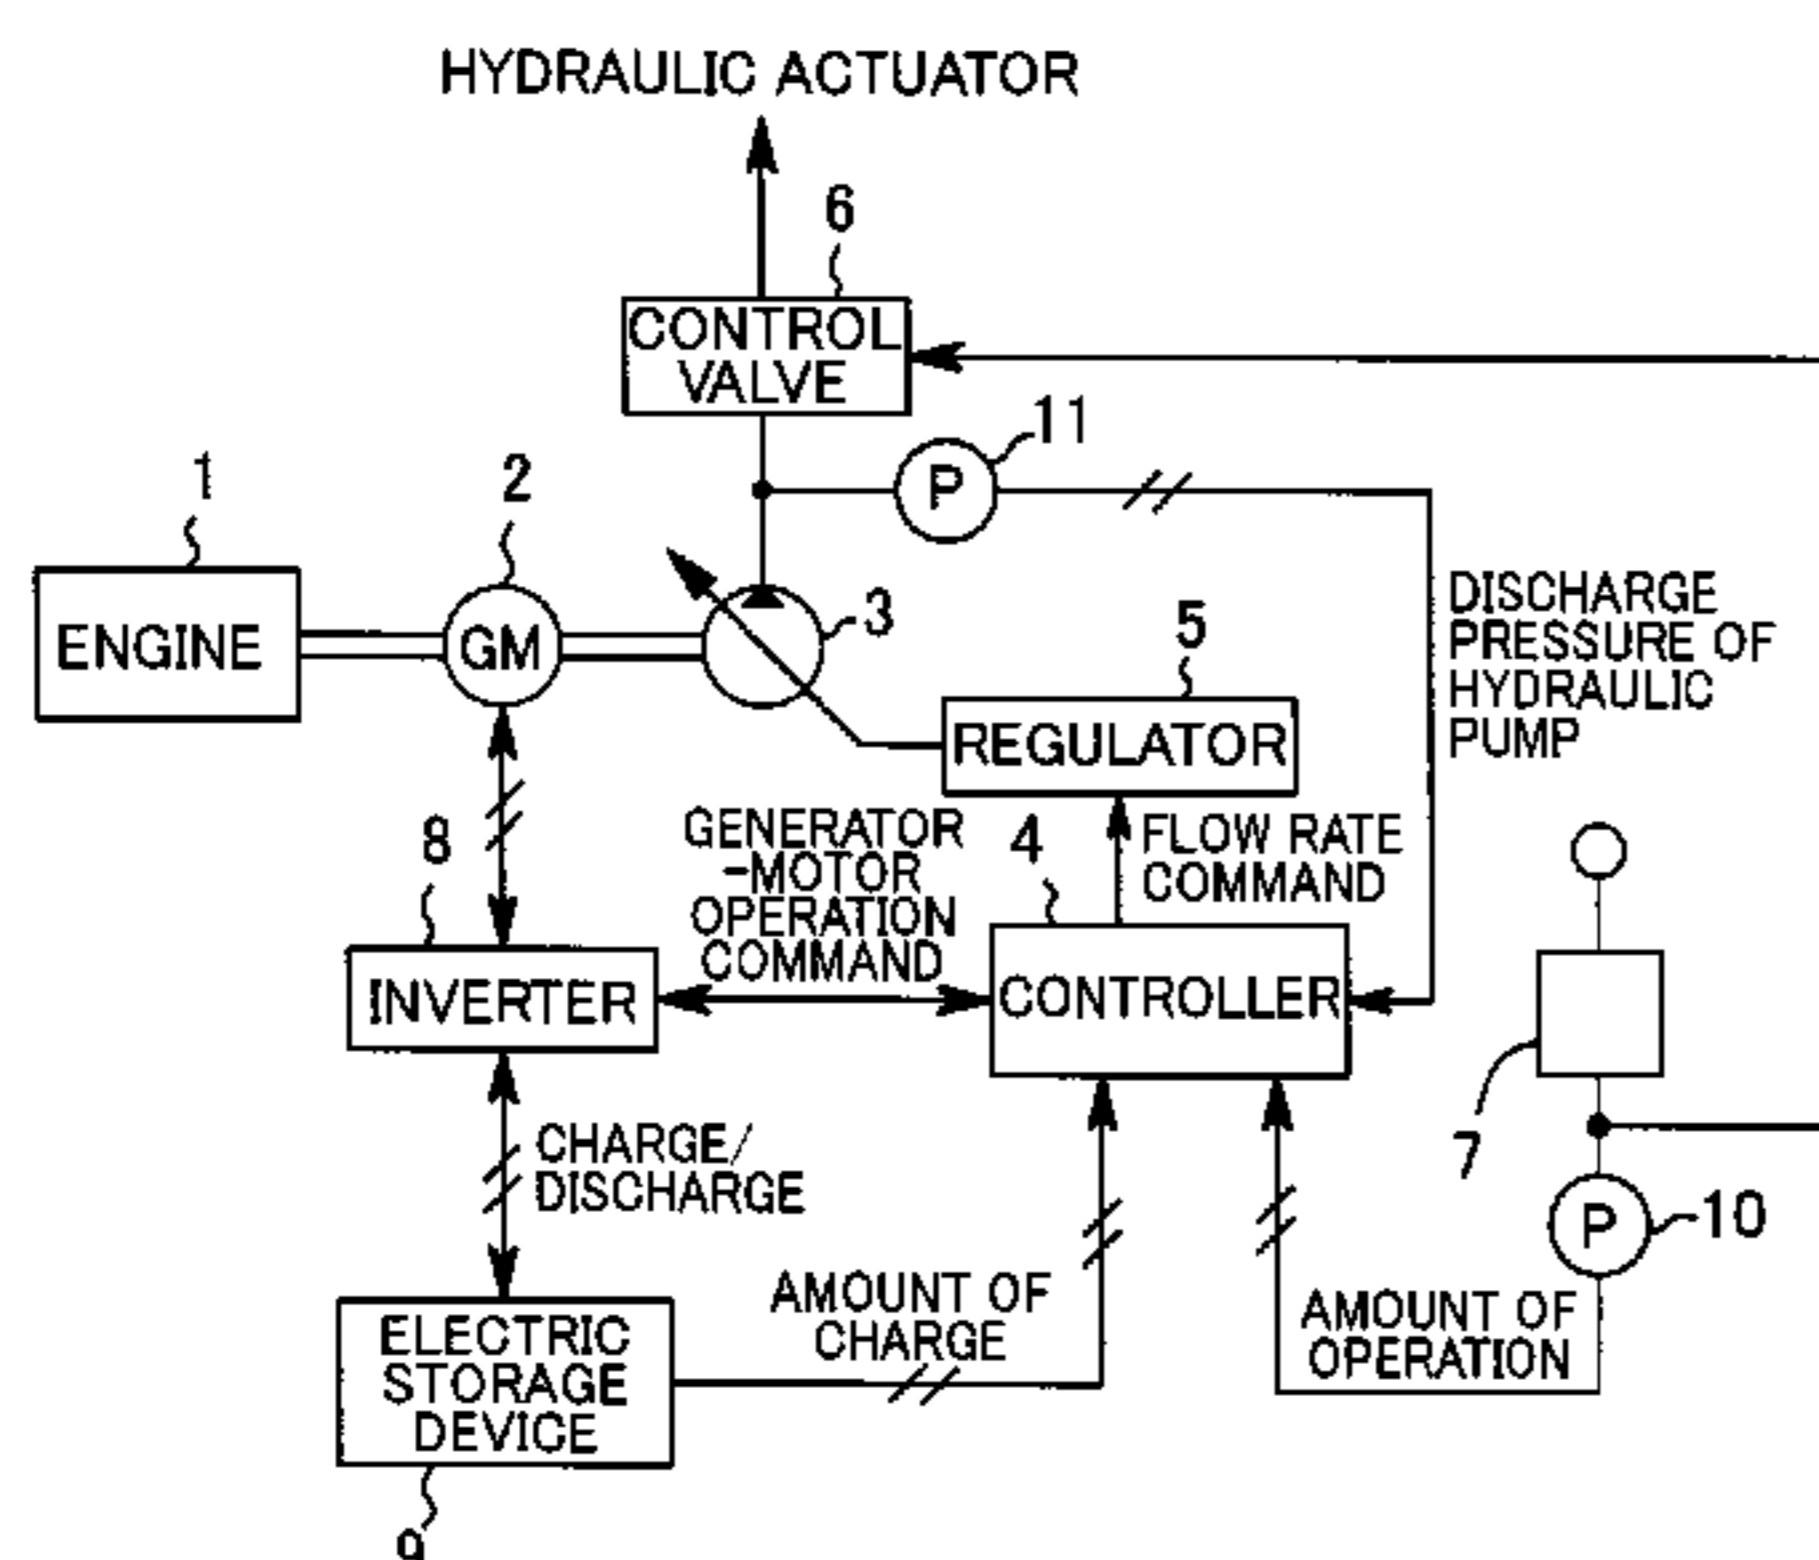 HYDRAULIC ACTUATOR
6
CONTROL
VALVE
11
P
1
2
ENGINE
GM
3
5
REGULATOR
DISCHARGE
PRESSURE OF
HYDRAULIC
PUMP
8
GENERATOR
-MOTOR
OPERATION
COMMAND
4
FLOW RATE
COMMAND
INVERTER
CONTROLLER
7
CHARGE/
DISCHARGE
P
10
AMOUNT OF
CHARGE
AMOUNT OF
OPERATION
ELECTRIC
STORAGE
DEVICE
9